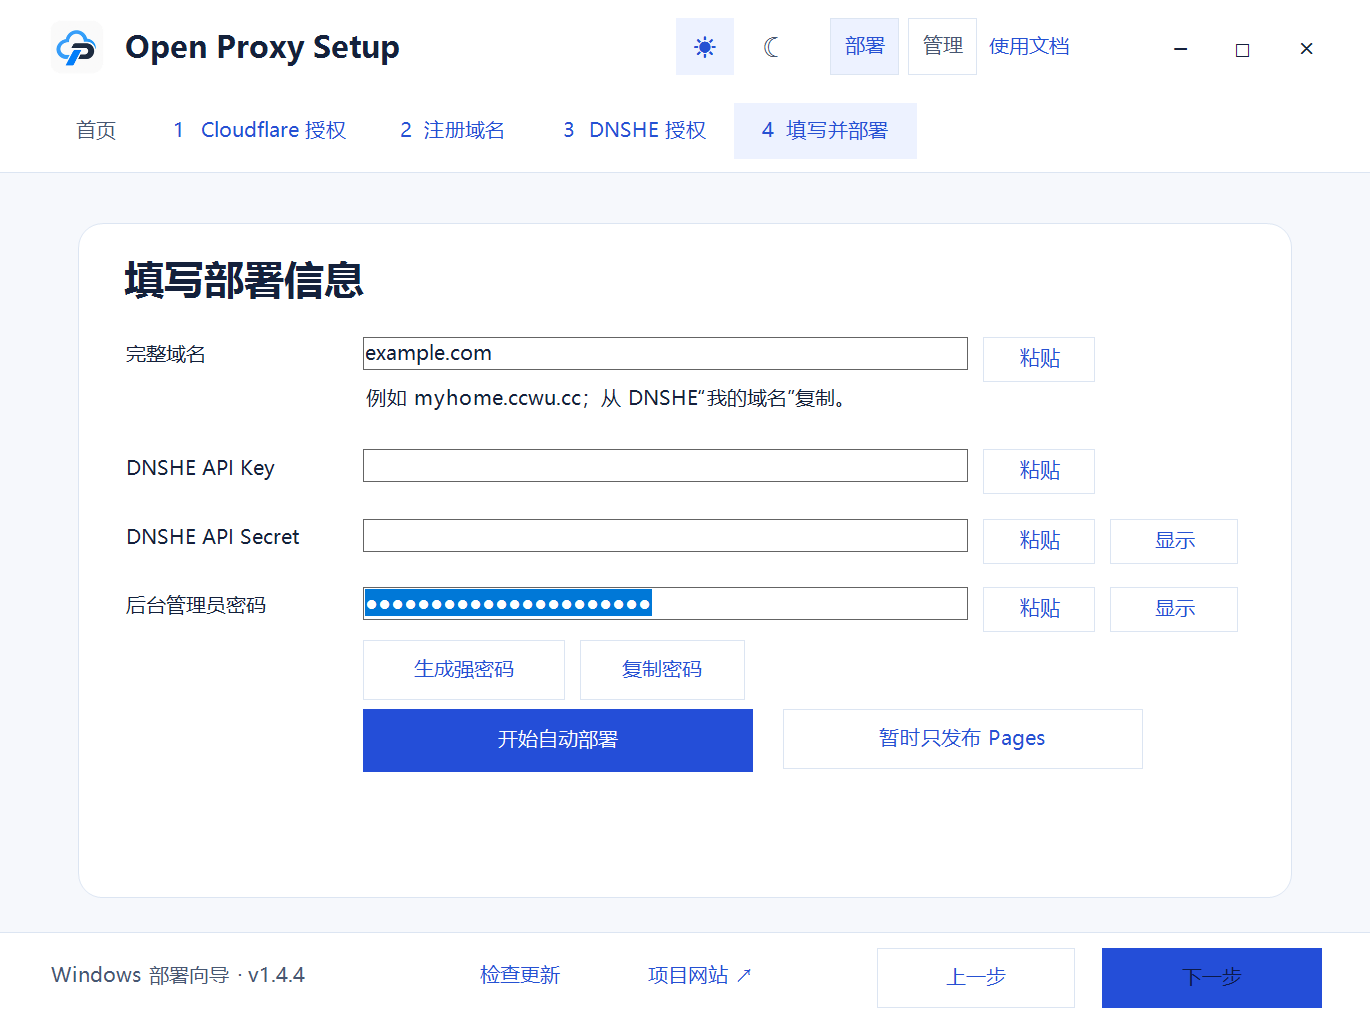 Open Proxy Setup
部署 管理 使用文档
首页 1 Cloudflare 授权 2 注册域名 3 DNSHE 授权 4 填写并部署
填写部署信息
完整域名 example.com 粘贴
例如 myhome.ccwu.cc；从 DNSHE“我的域名”复制。
DNSHE API Key 粘贴
DNSHE API Secret 粘贴 显示
后台管理员密码 ●●●●●●●●●●●●●●●●●●●●●● 粘贴 显示
生成强密码 复制密码
开始自动部署 暂时只发布 Pages
Windows 部署向导 · v1.4.4 检查更新 项目网站 ↗ 上一步 下一步